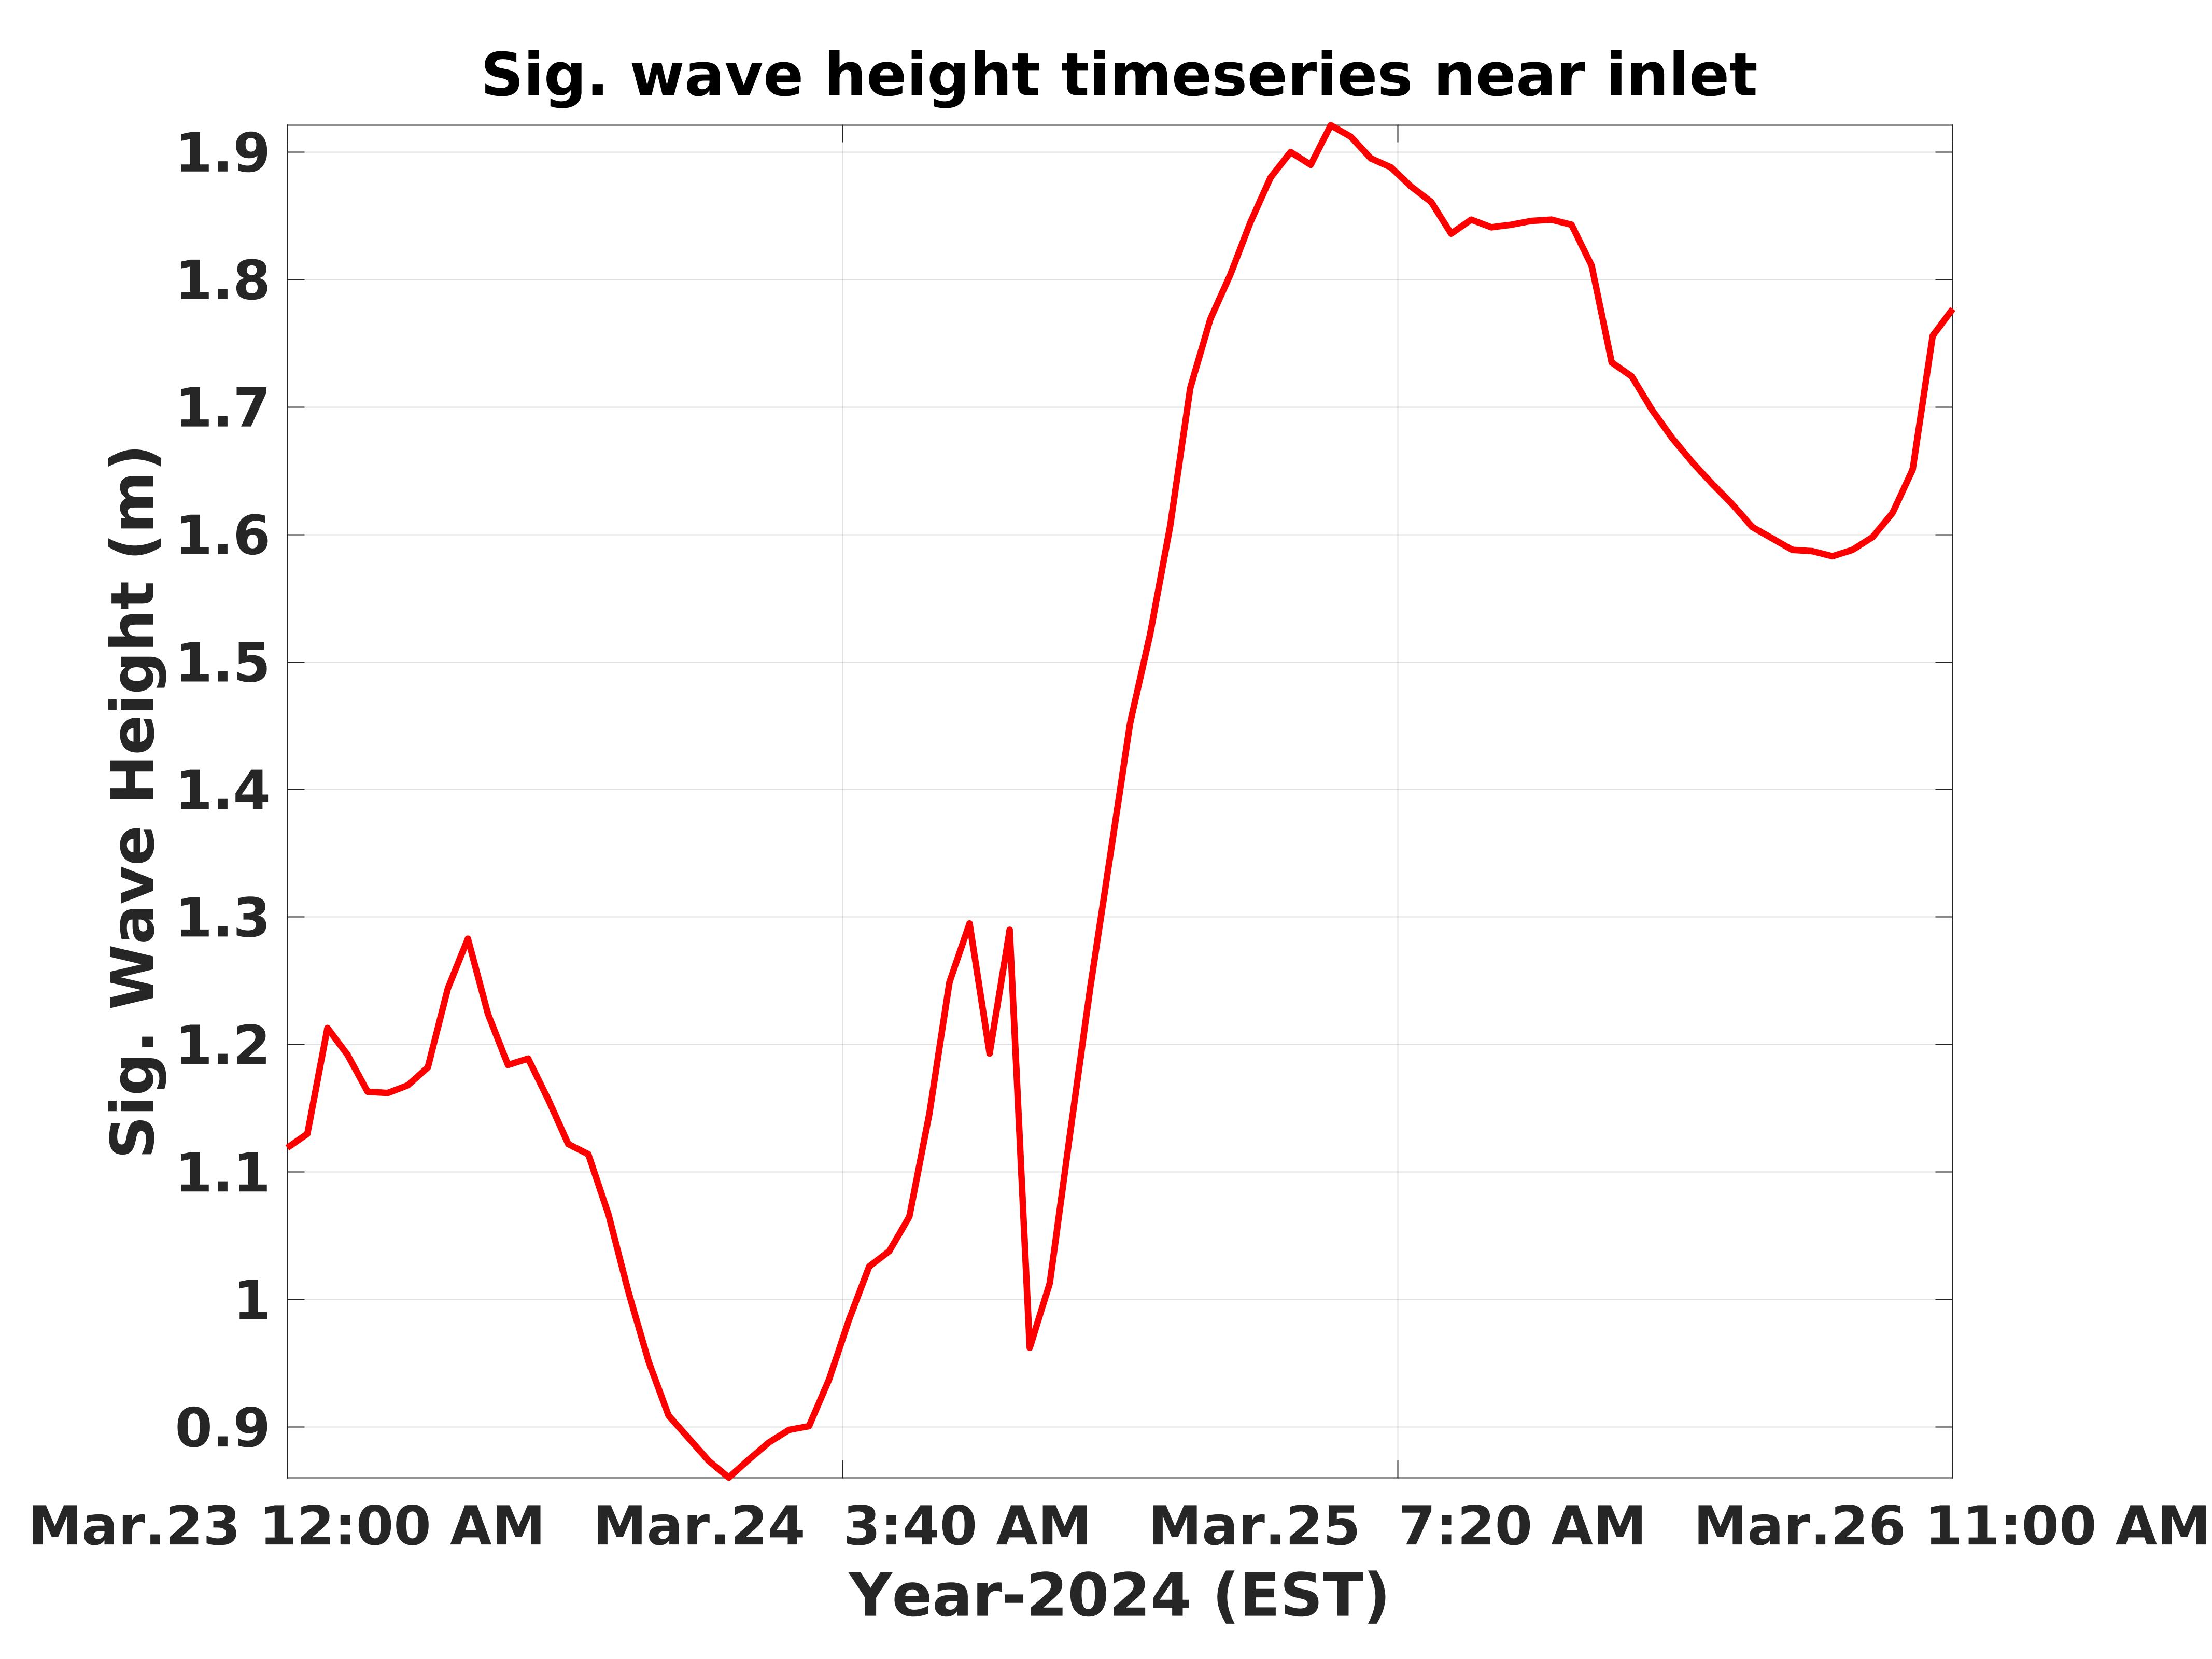 Sig. wave height timeseries near inlet
Sig. Wave Height (m)
1.9
1.8
1.7
1.6
1.5
1.4
1.3
1.2
1.1
1
0.9
Mar.23 12:00 AM Mar.24 3:40 AM Mar.25 7:20 AM Mar.26 11:00 AM
Year-2024 (EST)